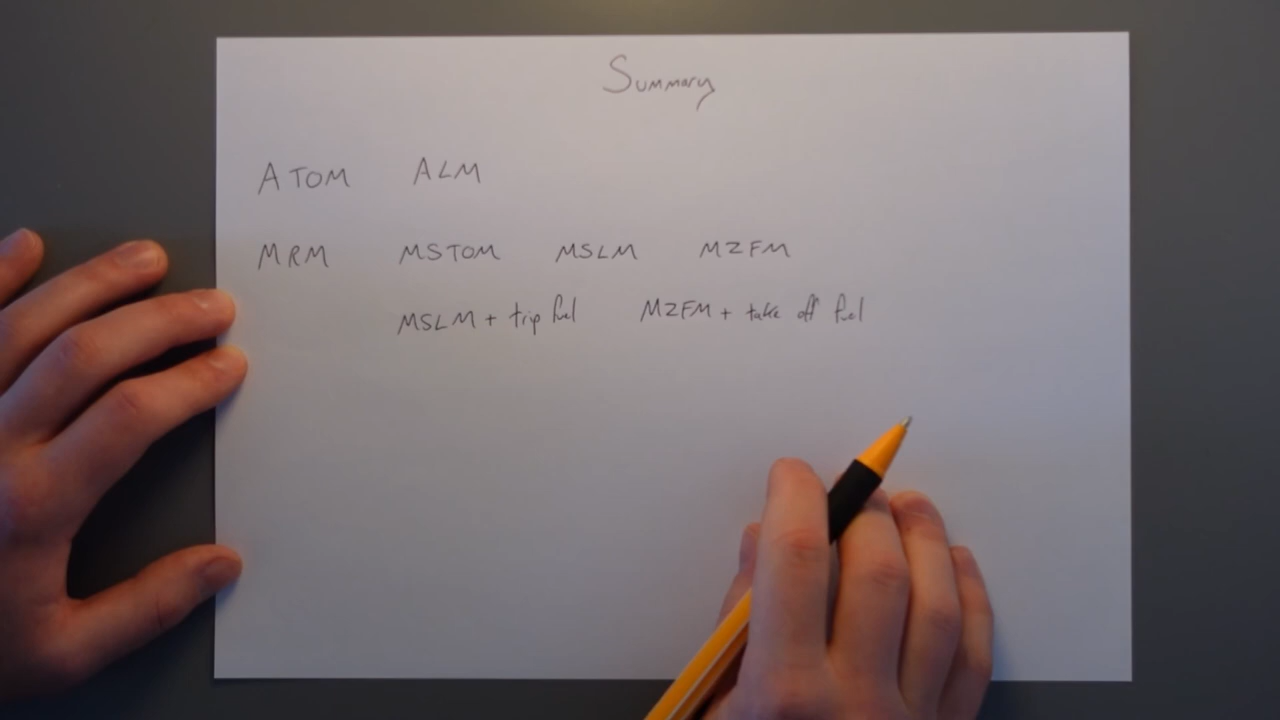 Summary
ATOM ALM
MRM MSTOM MSLM MZFM
MSLM + trip fuel MZFM + take off fuel